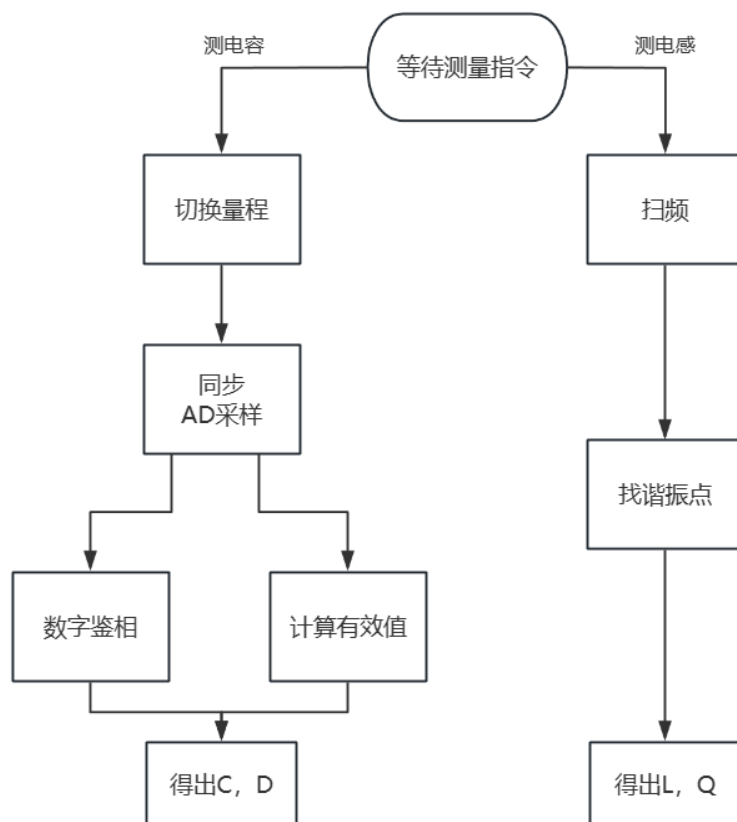 测电容
等待测量指令
测电感
切换量程
扫频
同步
AD采样
找谐振点
数字鉴相
计算有效值
得出C，D
得出L，Q